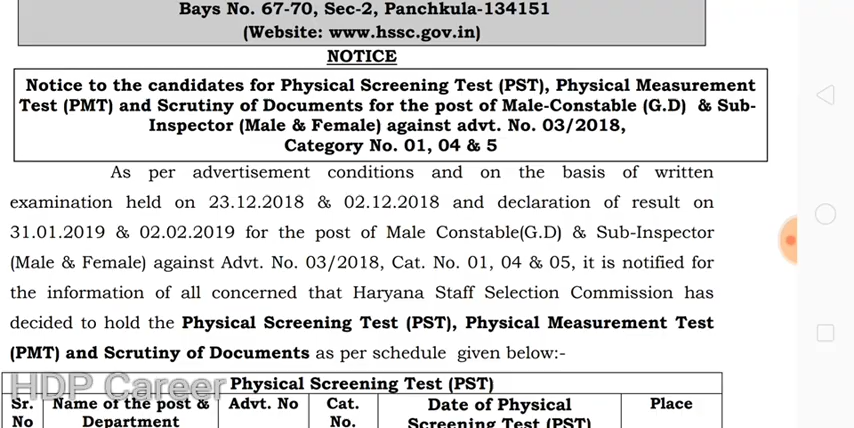 Bays No. 67-70, Sec-2, Panchkula-134151
(Website: www.hssc.gov.in)
NOTICE
Notice to the candidates for Physical Screening Test (PST), Physical Measurement
Test (PMT) and Scrutiny of Documents for the post of Male-Constable (G.D) & Sub-
Inspector (Male & Female) against advt. No. 03/2018,
Category No. 01, 04 & 5
As per advertisement conditions and on the basis of written
examination held on 23.12.2018 & 02.12.2018 and declaration of result on
31.01.2019 & 02.02.2019 for the post of Male Constable(G.D) & Sub-Inspector
(Male & Female) against Advt. No. 03/2018, Cat. No. 01, 04 & 05, it is notified for
the information of all concerned that Haryana Staff Selection Commission has
decided to hold the Physical Screening Test (PST), Physical Measurement Test
(PMT) and Scrutiny of Documents as per schedule given below:-
HDP Career
Physical Screening Test (PST)
Sr. No
Name of the post & Department
Advt. No
Cat. No.
Date of Physical Screening Test (PST)
Place